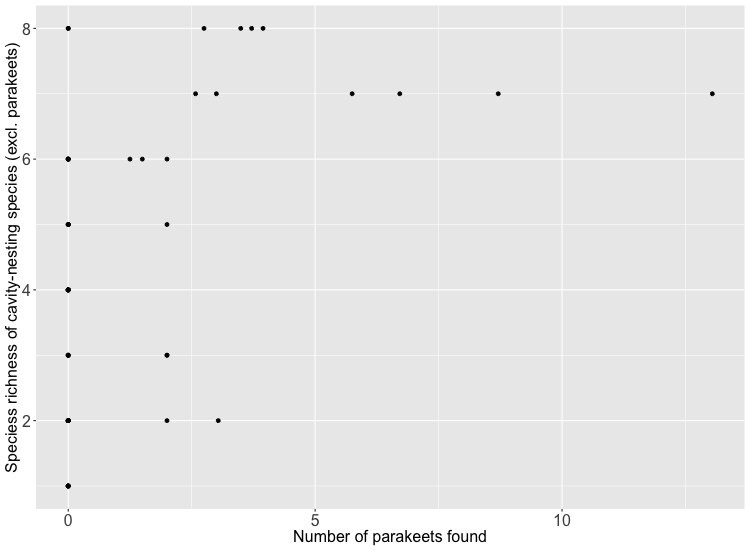 Speciess richness of cavity-nesting species (excl. parakeets)
8
6
4
2
0 5 10
Number of parakeets found